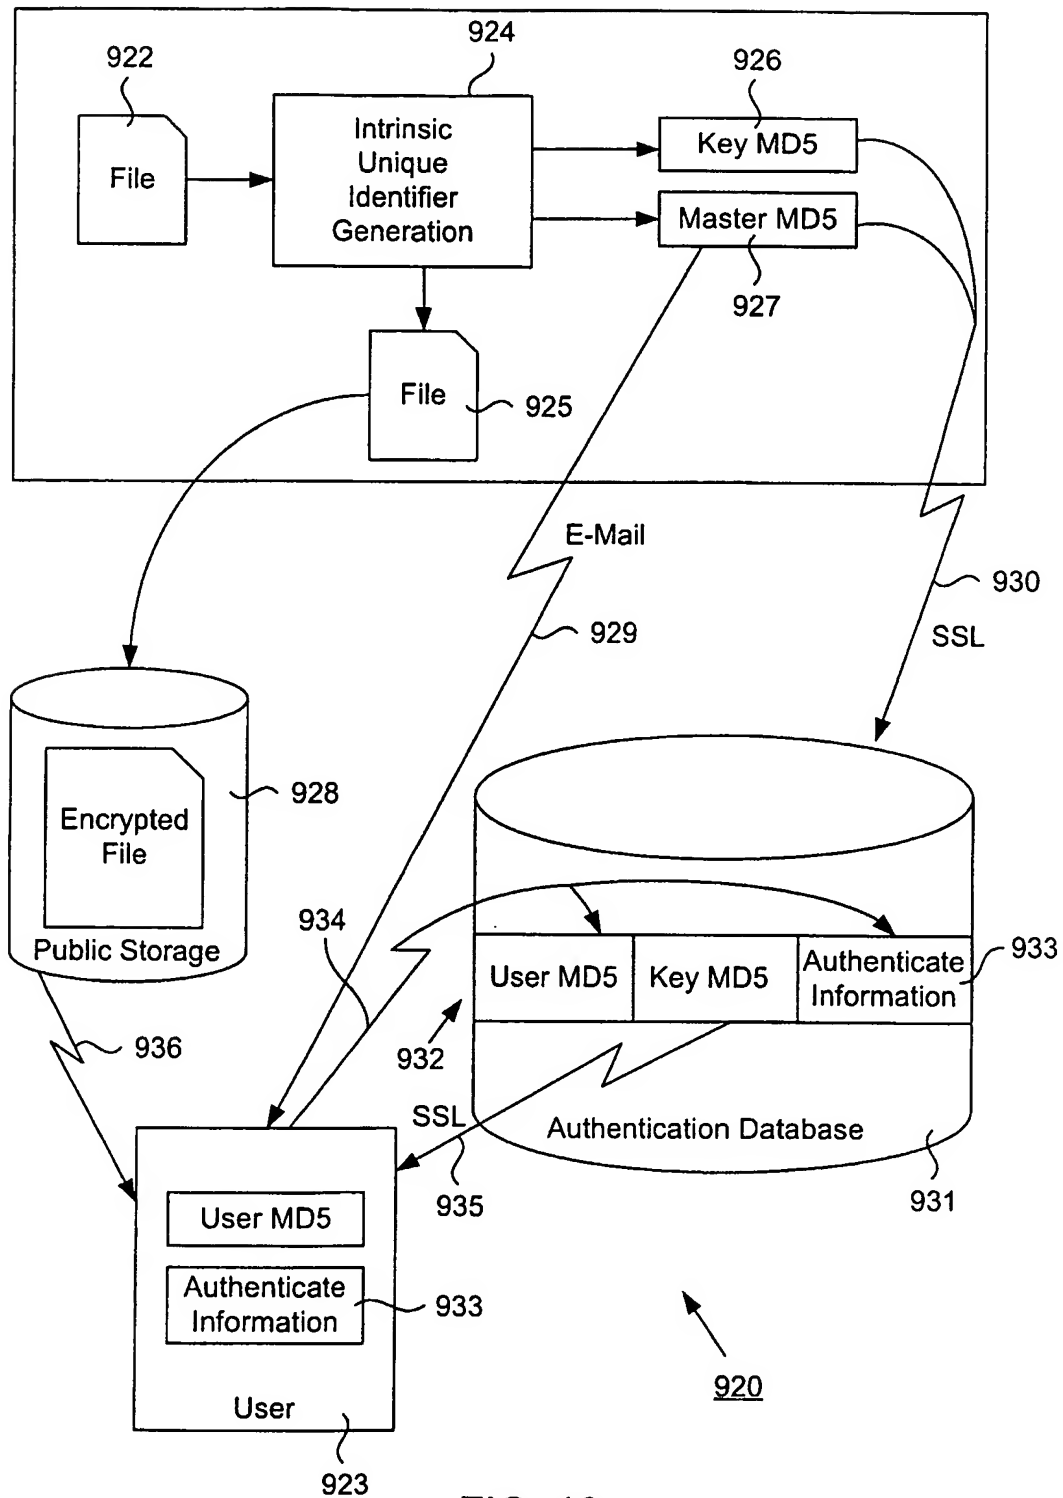 924
922
926
Intrinsic
Unique
Identifier
Generation
Key MD5
File
Master MD5
927
File
925
E-Mail
930
929
SSL
928
Encrypted
File
934
Public Storage
User MD5
Key MD5
Authenticate
Information
933
932
936
SSL
Authentication Database
935
931
User MD5
Authenticate
Information
933
920
User
923